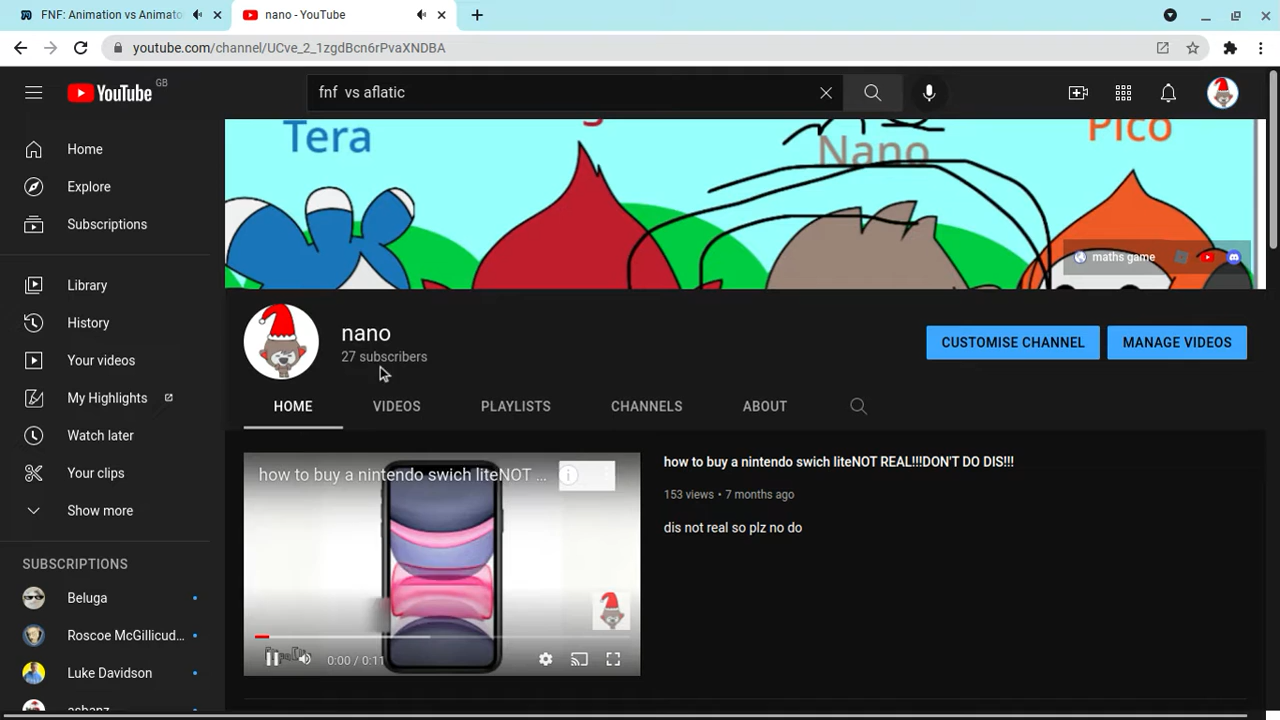 FNF: Animation vs Animato
nano - YouTube
youtube.com/channel/UCve_2_1zgdBcn6rPvaXNDBA
YouTube GB
fnf  vs aflatic
Home
Explore
Subscriptions
Library
History
Your videos
My Highlights
Watch later
Your clips
Show more
SUBSCRIPTIONS
Beluga
Roscoe McGillicud...
Luke Davidson
Tera
Nano
Pico
maths game
nano
27 subscribers
CUSTOMISE CHANNEL
MANAGE VIDEOS
HOME
VIDEOS
PLAYLISTS
CHANNELS
ABOUT
how to buy a nintendo swich liteNOT ...
0:00 / 0:11
how to buy a nintendo swich liteNOT REAL!!!DON'T DO DIS!!!
153 views • 7 months ago
dis not real so plz no do